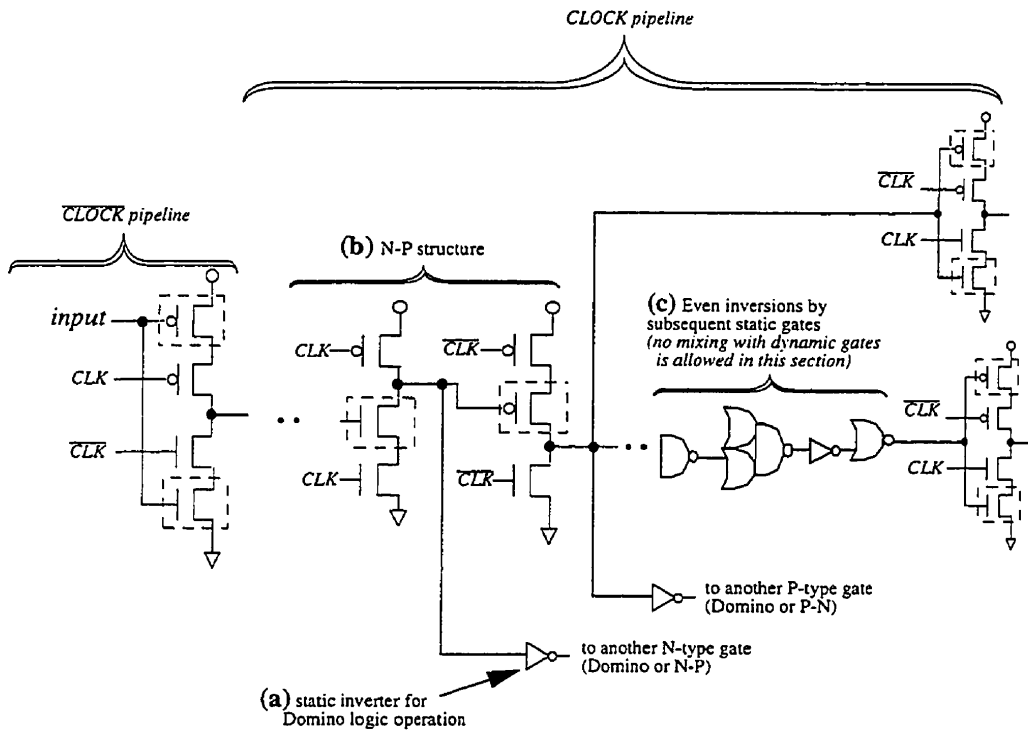 CLOCK pipeline
CLOCK pipeline
(b) N-P structure
(c) Even inversions by
subsequent static gates
(no mixing with dynamic gates
is allowed in this section)
input
CLK
CLK
CLK
CLK
CLK
CLK
CLK
CLK
CLK
CLK
• •
• •
to another P-type gate
(Domino or P-N)
to another N-type gate
(Domino or N-P)
(a) static inverter for
Domino logic operation